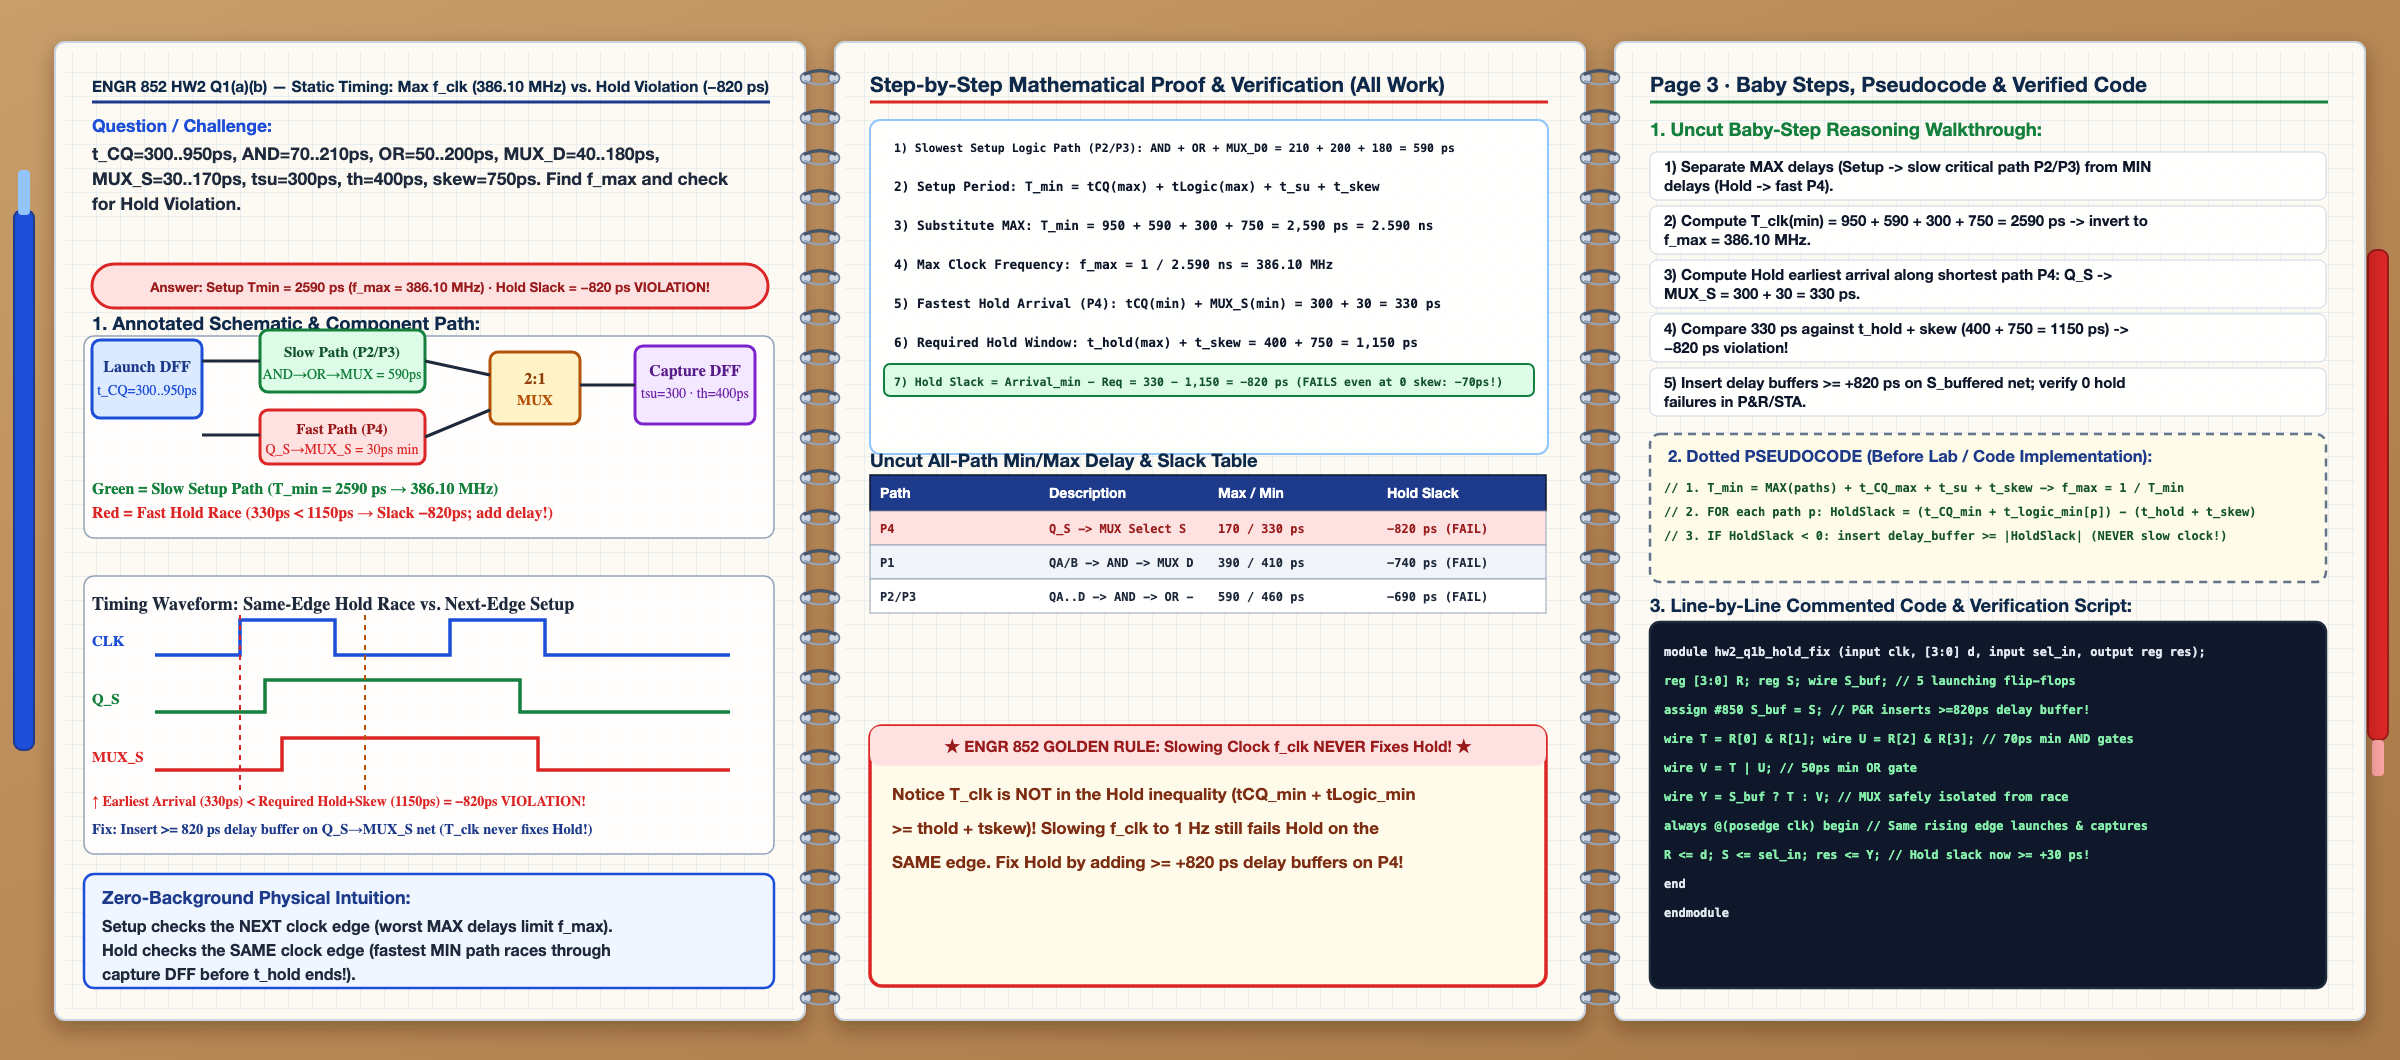 ENGR 852 HW2 Q1(a)(b) — Static Timing: Max f_clk (386.10 MHz) vs. Hold Violation (−820 ps)
Question / Challenge:
t_CQ=300..950ps, AND=70..210ps, OR=50..200ps, MUX_D=40..180ps,
MUX_S=30..170ps, tsu=300ps, th=400ps, skew=750ps. Find f_max and check
for Hold Violation.
Answer: Setup Tmin = 2590 ps (f_max = 386.10 MHz) · Hold Slack = −820 ps VIOLATION!
1. Annotated Schematic & Component Path:
Launch DFF
t_CQ=300..950ps
Slow Path (P2/P3)
AND→OR→MUX = 590ps
Fast Path (P4)
Q_S→MUX_S = 30ps min
2:1
MUX
Capture DFF
tsu=300 · th=400ps
Green = Slow Setup Path (T_min = 2590 ps → 386.10 MHz)
Red = Fast Hold Race (330ps < 1150ps → Slack −820ps; add delay!)
Timing Waveform: Same-Edge Hold Race vs. Next-Edge Setup
CLK
Q_S
MUX_S
↑ Earliest Arrival (330ps) < Required Hold+Skew (1150ps) = −820ps VIOLATION!
Fix: Insert >= 820 ps delay buffer on Q_S→MUX_S net (T_clk never fixes Hold!)
Zero-Background Physical Intuition:
Setup checks the NEXT clock edge (worst MAX delays limit f_max).
Hold checks the SAME clock edge (fastest MIN path races through
capture DFF before t_hold ends!).
Step-by-Step Mathematical Proof & Verification (All Work)
1) Slowest Setup Logic Path (P2/P3): AND + OR + MUX_D0 = 210 + 200 + 180 = 590 ps
2) Setup Period: T_min = tCQ(max) + tLogic(max) + t_su + t_skew
3) Substitute MAX: T_min = 950 + 590 + 300 + 750 = 2,590 ps = 2.590 ns
4) Max Clock Frequency: f_max = 1 / 2.590 ns = 386.10 MHz
5) Fastest Hold Arrival (P4): tCQ(min) + MUX_S(min) = 300 + 30 = 330 ps
6) Required Hold Window: t_hold(max) + t_skew = 400 + 750 = 1,150 ps
7) Hold Slack = Arrival_min − Req = 330 − 1,150 = −820 ps (FAILS even at 0 skew: −70ps!)
Uncut All-Path Min/Max Delay & Slack Table
Path Description Max / Min Hold Slack
P4 Q_S −> MUX Select S 170 / 330 ps −820 ps (FAIL)
P1 QA/B −> AND −> MUX D 390 / 410 ps −740 ps (FAIL)
P2/P3 QA..D −> AND −> OR − 590 / 460 ps −690 ps (FAIL)
★ ENGR 852 GOLDEN RULE: Slowing Clock f_clk NEVER Fixes Hold! ★
Notice T_clk is NOT in the Hold inequality (tCQ_min + tLogic_min
>= thold + tskew)! Slowing f_clk to 1 Hz still fails Hold on the
SAME edge. Fix Hold by adding >= +820 ps delay buffers on P4!
Page 3 · Baby Steps, Pseudocode & Verified Code
1. Uncut Baby-Step Reasoning Walkthrough:
1) Separate MAX delays (Setup -> slow critical path P2/P3) from MIN
delays (Hold -> fast P4).
2) Compute T_clk(min) = 950 + 590 + 300 + 750 = 2590 ps -> invert to
f_max = 386.10 MHz.
3) Compute Hold earliest arrival along shortest path P4: Q_S ->
MUX_S = 300 + 30 = 330 ps.
4) Compare 330 ps against t_hold + skew (400 + 750 = 1150 ps) ->
−820 ps violation!
5) Insert delay buffers >= +820 ps on S_buffered net; verify 0 hold
failures in P&R/STA.
2. Dotted PSEUDOCODE (Before Lab / Code Implementation):
// 1. T_min = MAX(paths) + t_CQ_max + t_su + t_skew −> f_max = 1 / T_min
// 2. FOR each path p: HoldSlack = (t_CQ_min + t_logic_min[p]) − (t_hold + t_skew)
// 3. IF HoldSlack < 0: insert delay_buffer >= |HoldSlack| (NEVER slow clock!)
3. Line-by-Line Commented Code & Verification Script:
module hw2_q1b_hold_fix (input clk, [3:0] d, input sel_in, output reg res);
reg [3:0] R; reg S; wire S_buf; // 5 launching flip−flops
assign #850 S_buf = S; // P&R inserts >=820ps delay buffer!
wire T = R[0] & R[1]; wire U = R[2] & R[3]; // 70ps min AND gates
wire V = T | U; // 50ps min OR gate
wire Y = S_buf ? T : V; // MUX safely isolated from race
always @(posedge clk) begin // Same rising edge launches & captures
R <= d; S <= sel_in; res <= Y; // Hold slack now >= +30 ps!
end
endmodule